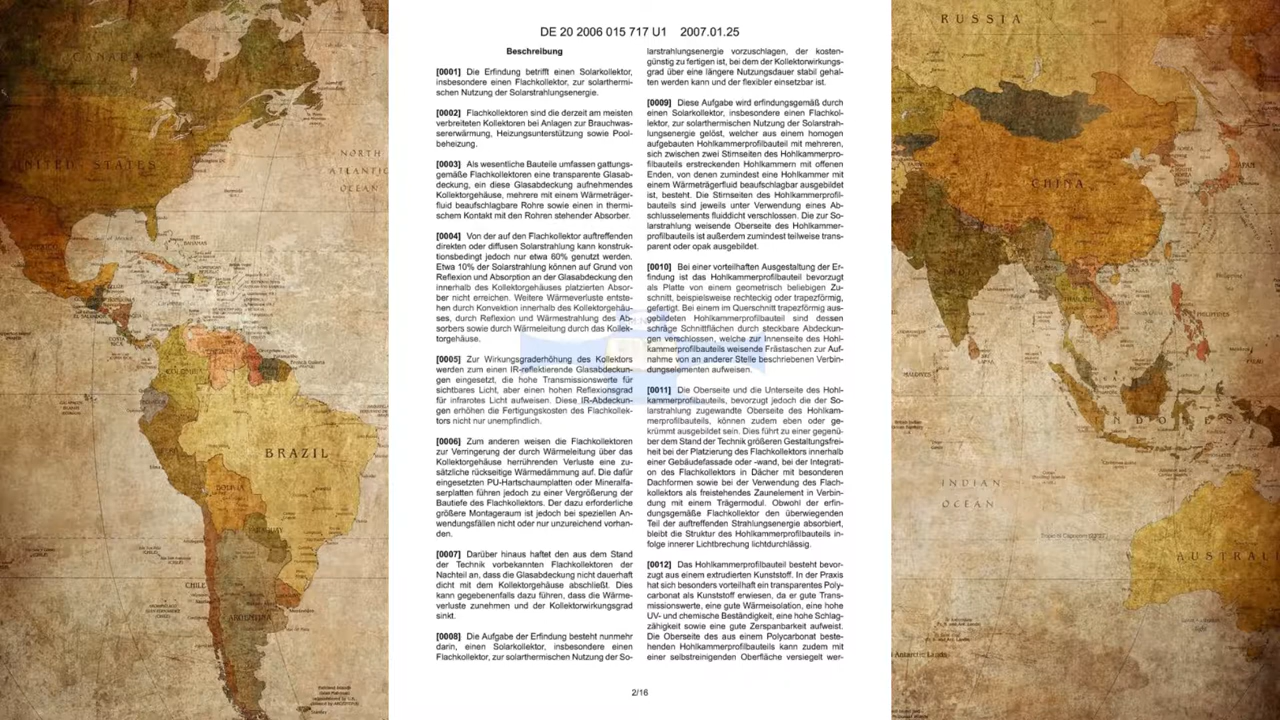 DE 20 2006 015 717 U1 2007.01.25
Beschreibung
[0001] Die Erfindung betrifft einen Solarkollektor,
insbesondere einen Flachkollektor, zur solarthermi-
schen Nutzung der Solarstrahlungsenergie.
[0002] Flachkollektoren sind die derzeit am meisten
verbreiteten Kollektoren bei Anlagen zur Brauchwas-
sererwärmung, Heizungsunterstützung sowie Pool-
beheizung.
[0003] Als wesentliche Bauteile umfassen gattungs-
gemäße Flachkollektoren eine transparente Glasab-
deckung, ein diese Glasabdeckung aufnehmendes
Kollektorgehäuse, mehrere mit einem Wärmeträger-
fluid beaufschlagbare Rohre sowie einen in thermi-
schem Kontakt mit den Rohren stehender Absorber.
[0004] Von der auf den Flachkollektor auftreffenden
direkten oder diffusen Solarstrahlung kann konstruk-
tionsbedingt jedoch nur etwa 60% genutzt werden.
Etwa 10% der Solarstrahlung können auf Grund von
Reflexion und Absorption an der Glasabdeckung den
innerhalb des Kollektorgehäuses platzierten Absor-
ber nicht erreichen. Weitere Wärmeverluste entste-
hen durch Konvektion innerhalb des Kollektorgehäu-
ses, durch Reflexion und Wärmestrahlung des Ab-
sorbers sowie durch Wärmeleitung durch das Kollek-
torgehäuse.
[0005] Zur Wirkungsgraderhöhung des Kollektors
werden zum einen IR-reflektierende Glasabdeckun-
gen eingesetzt, die hohe Transmissionswerte für
sichtbares Licht, aber einen hohen Reflexionsgrad
für infrarotes Licht aufweisen. Diese IR-Abdeckun-
gen erhöhen die Fertigungskosten des Flachkollek-
tors nicht nur unempfindlich.
[0006] Zum anderen weisen die Flachkollektoren
zur Verringerung der durch Wärmeleitung über das
Kollektorgehäuse herrührenden Verluste eine zu-
sätzliche rückseitige Wärmedämmung auf. Die dafür
eingesetzten PU-Hartschaumplatten oder Mineralfa-
serplatten führen jedoch zu einer Vergrößerung der
Bautiefe des Flachkollektors. Der dazu erforderliche
größere Montageraum ist jedoch bei speziellen An-
wendungsfällen nicht oder nur unzureichend vorhan-
den.
[0007] Darüber hinaus haftet den aus dem Stand
der Technik vorbekannten Flachkollektoren der
Nachteil an, dass die Glasabdeckung nicht dauerhaft
dicht mit dem Kollektorgehäuse abschließt. Dies
kann gegebenenfalls dazu führen, dass die Wärme-
verluste zunehmen und der Kollektorwirkungsgrad
sinkt.
[0008] Die Aufgabe der Erfindung besteht nunmehr
darin, einen Solarkollektor, insbesondere einen
Flachkollektor, zur solarthermischen Nutzung der So-
larstrahlungsenergie vorzuschlagen, der kosten-
günstig zu fertigen ist, bei dem der Kollektorwirkungs-
grad über eine längere Nutzungsdauer stabil gehal-
ten werden kann und der flexibler einsetzbar ist.
[0009] Diese Aufgabe wird erfindungsgemäß durch
einen Solarkollektor, insbesondere einen Flachkol-
lektor, zur solarthermischen Nutzung der Solarstrah-
lungsenergie gelöst, welcher aus einem homogen
aufgebauten Hohlkammerprofilbauteil mit mehreren,
sich zwischen zwei Stirnseiten des Hohlkammerpro-
filbauteils erstreckenden Hohlkammern mit offenen
Enden, von denen zumindest eine Hohlkammer mit
einem Wärmeträgerfluid beaufschlagbar ausgebildet
ist, besteht. Die Stirnseiten des Hohlkammerprofil-
bauteils sind jeweils unter Verwendung eines Ab-
schlusselements fluiddicht verschlossen. Die zur So-
larstrahlung weisende Oberseite des Hohlkammer-
profilbauteils ist außerdem zumindest teilweise trans-
parent oder opak ausgebildet.
[0010] Bei einer vorteilhaften Ausgestaltung der Er-
findung ist das Hohlkammerprofilbauteil bevorzugt
als Platte von einem geometrisch beliebigen Zu-
schnitt, beispielsweise rechteckig oder trapezförmig,
gefertigt. Bei einem im Querschnitt trapezförmig aus-
gebildeten Hohlkammerprofilbauteil sind dessen
schräge Schnittflächen durch steckbare Abdeckun-
gen verschlossen, welche zur Innenseite des Hohl-
kammerprofilbauteils weisende Frästaschen zur Auf-
nahme von an anderer Stelle beschriebenen Verbin-
dungselementen aufweisen.
[0011] Die Oberseite und die Unterseite des Hohl-
kammerprofilbauteils, bevorzugt jedoch die der So-
larstrahlung zugewandte Oberseite des Hohlkam-
merprofilbauteils, können zudem eben oder ge-
krümmt ausgebildet sein. Dies führt zu einer gegenü-
ber dem Stand der Technik größeren Gestaltungsfrei-
heit bei der Platzierung des Flachkollektors innerhalb
einer Gebäudefassade oder -wand, bei der Integrati-
on des Flachkollektors in Dächer mit besonderen
Dachformen sowie bei der Verwendung des Flach-
kollektors als freistehendes Zaunelement in Verbin-
dung mit einem Trägermodul. Obwohl der erfin-
dungsgemäße Flachkollektor den überwiegenden
Teil der auftreffenden Strahlungsenergie absorbiert,
bleibt die Struktur des Hohlkammerprofilbauteils in-
folge innerer Lichtbrechung lichtdurchlässig.
[0012] Das Hohlkammerprofilbauteil besteht bevor-
zugt aus einem extrudierten Kunststoff. In der Praxis
hat sich besonders vorteilhaft ein transparentes Poly-
carbonat als Kunststoff erwiesen, da er gute Trans-
missionswerte, eine gute Wärmeisolation, eine hohe
UV- und chemische Beständigkeit, eine hohe Schlag-
zähigkeit sowie eine gute Zerspanbarkeit aufweist.
Die Oberseite des aus einem Polycarbonat beste-
henden Hohlkammerprofilbauteils kann zudem mit
einer selbstreinigenden Oberfläche versiegelt wer-
2/16
NORTH
ATLANTIC
OCEAN
UNITED STATES
COLOMBIA
BRAZIL
BOLIVIA
PARAGUAY
CHILE
ARGENTINA
RUSSIA
CHINA
JAPAN
THAILAND
PHILIPPINES
MALDIVES
INDIAN
OCEAN
AUSTRAL